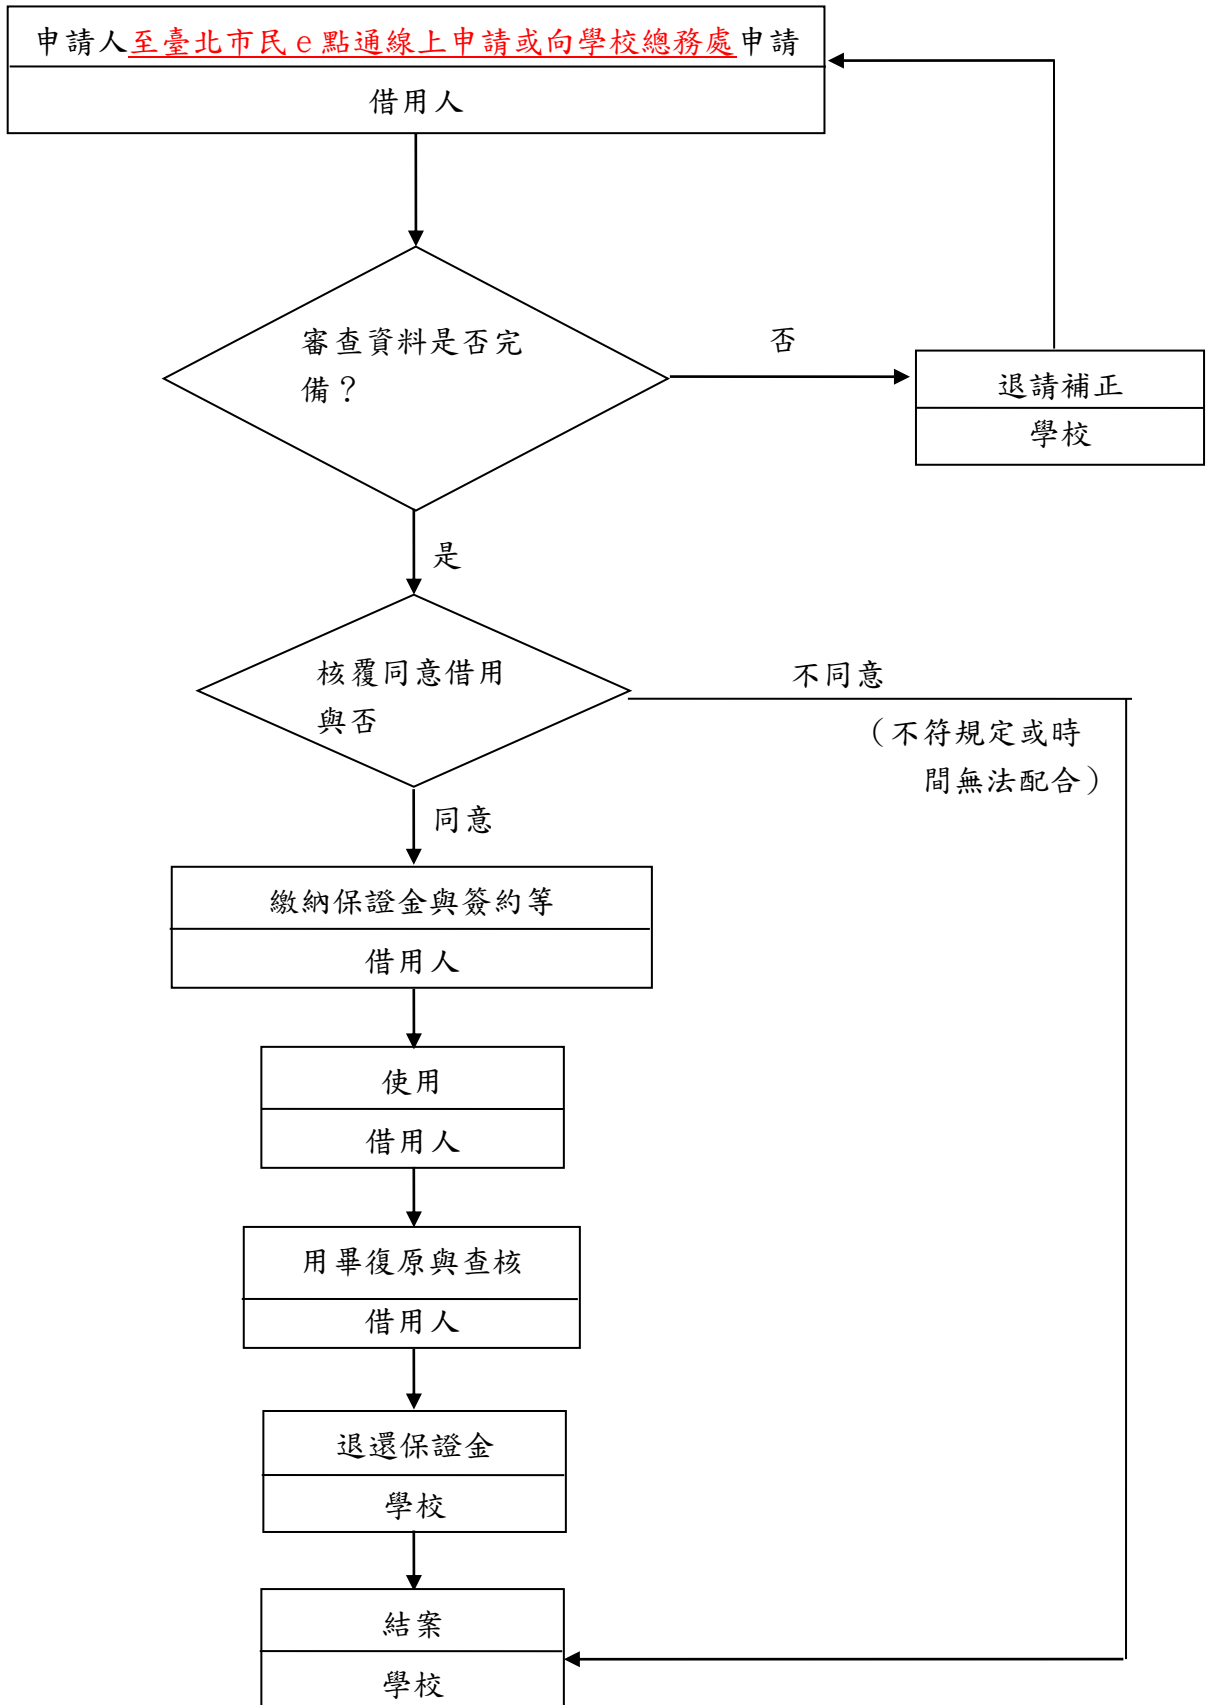 申請人至臺北市民e點通線上申請或向學校總務處申請
借用人
審查資料是否完
備？
否
退請補正
學校
是
核覆同意借用
與否
不同意
（不符規定或時
間無法配合）
同意
繳納保證金與簽約等
借用人
使用
借用人
用畢復原與查核
借用人
退還保證金
學校
結案
學校